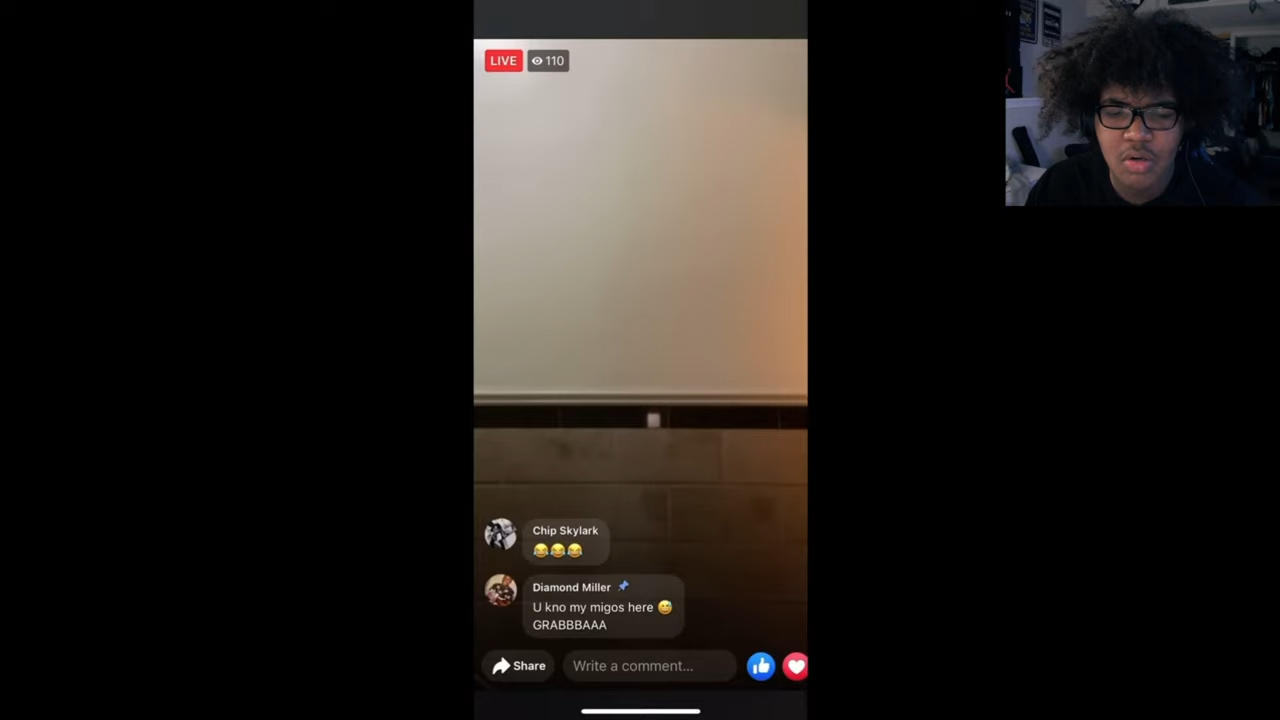 LIVE 110
Chip Skylark
😂😂😂
Diamond Miller 📌
U kno my migos here 😅
GRABBBAAA
Share Write a comment...